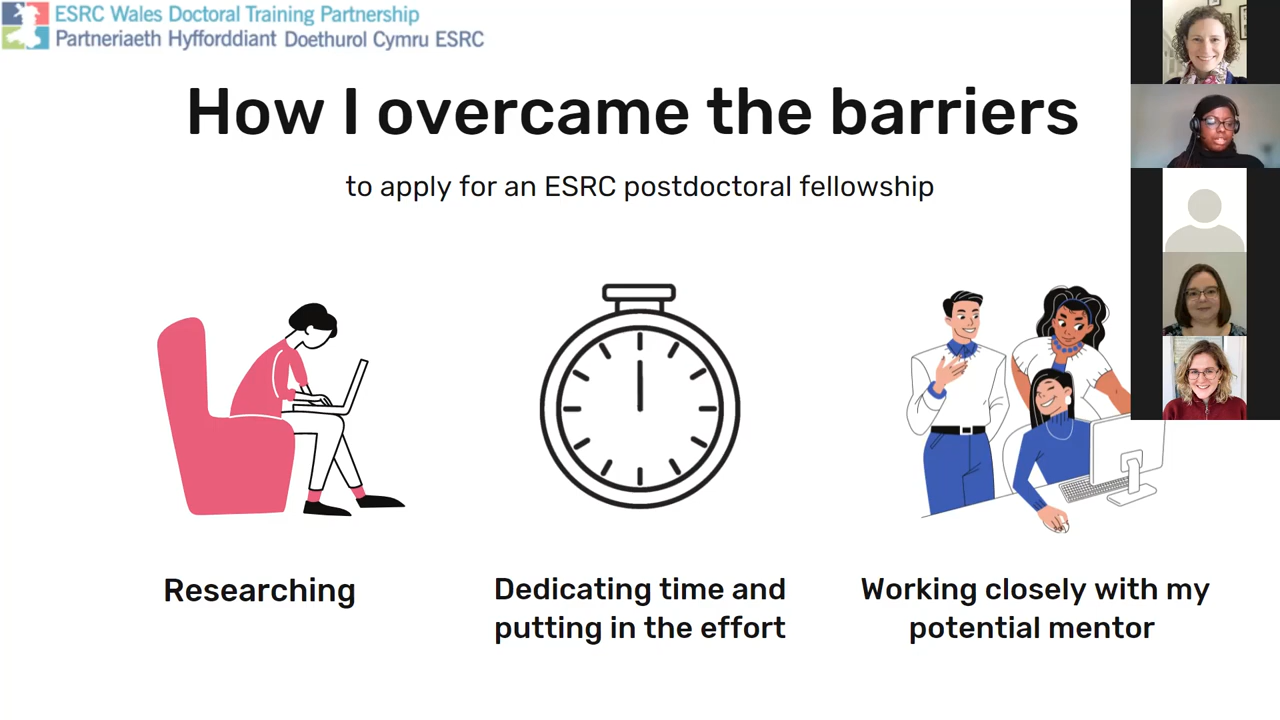 ESRC Wales Doctoral Training Partnership
Partneriaeth Hyfforddiant Doethurol Cymru ESRC
How I overcame the barriers
to apply for an ESRC postdoctoral fellowship
Researching
Dedicating time and
putting in the effort
Working closely with my
potential mentor